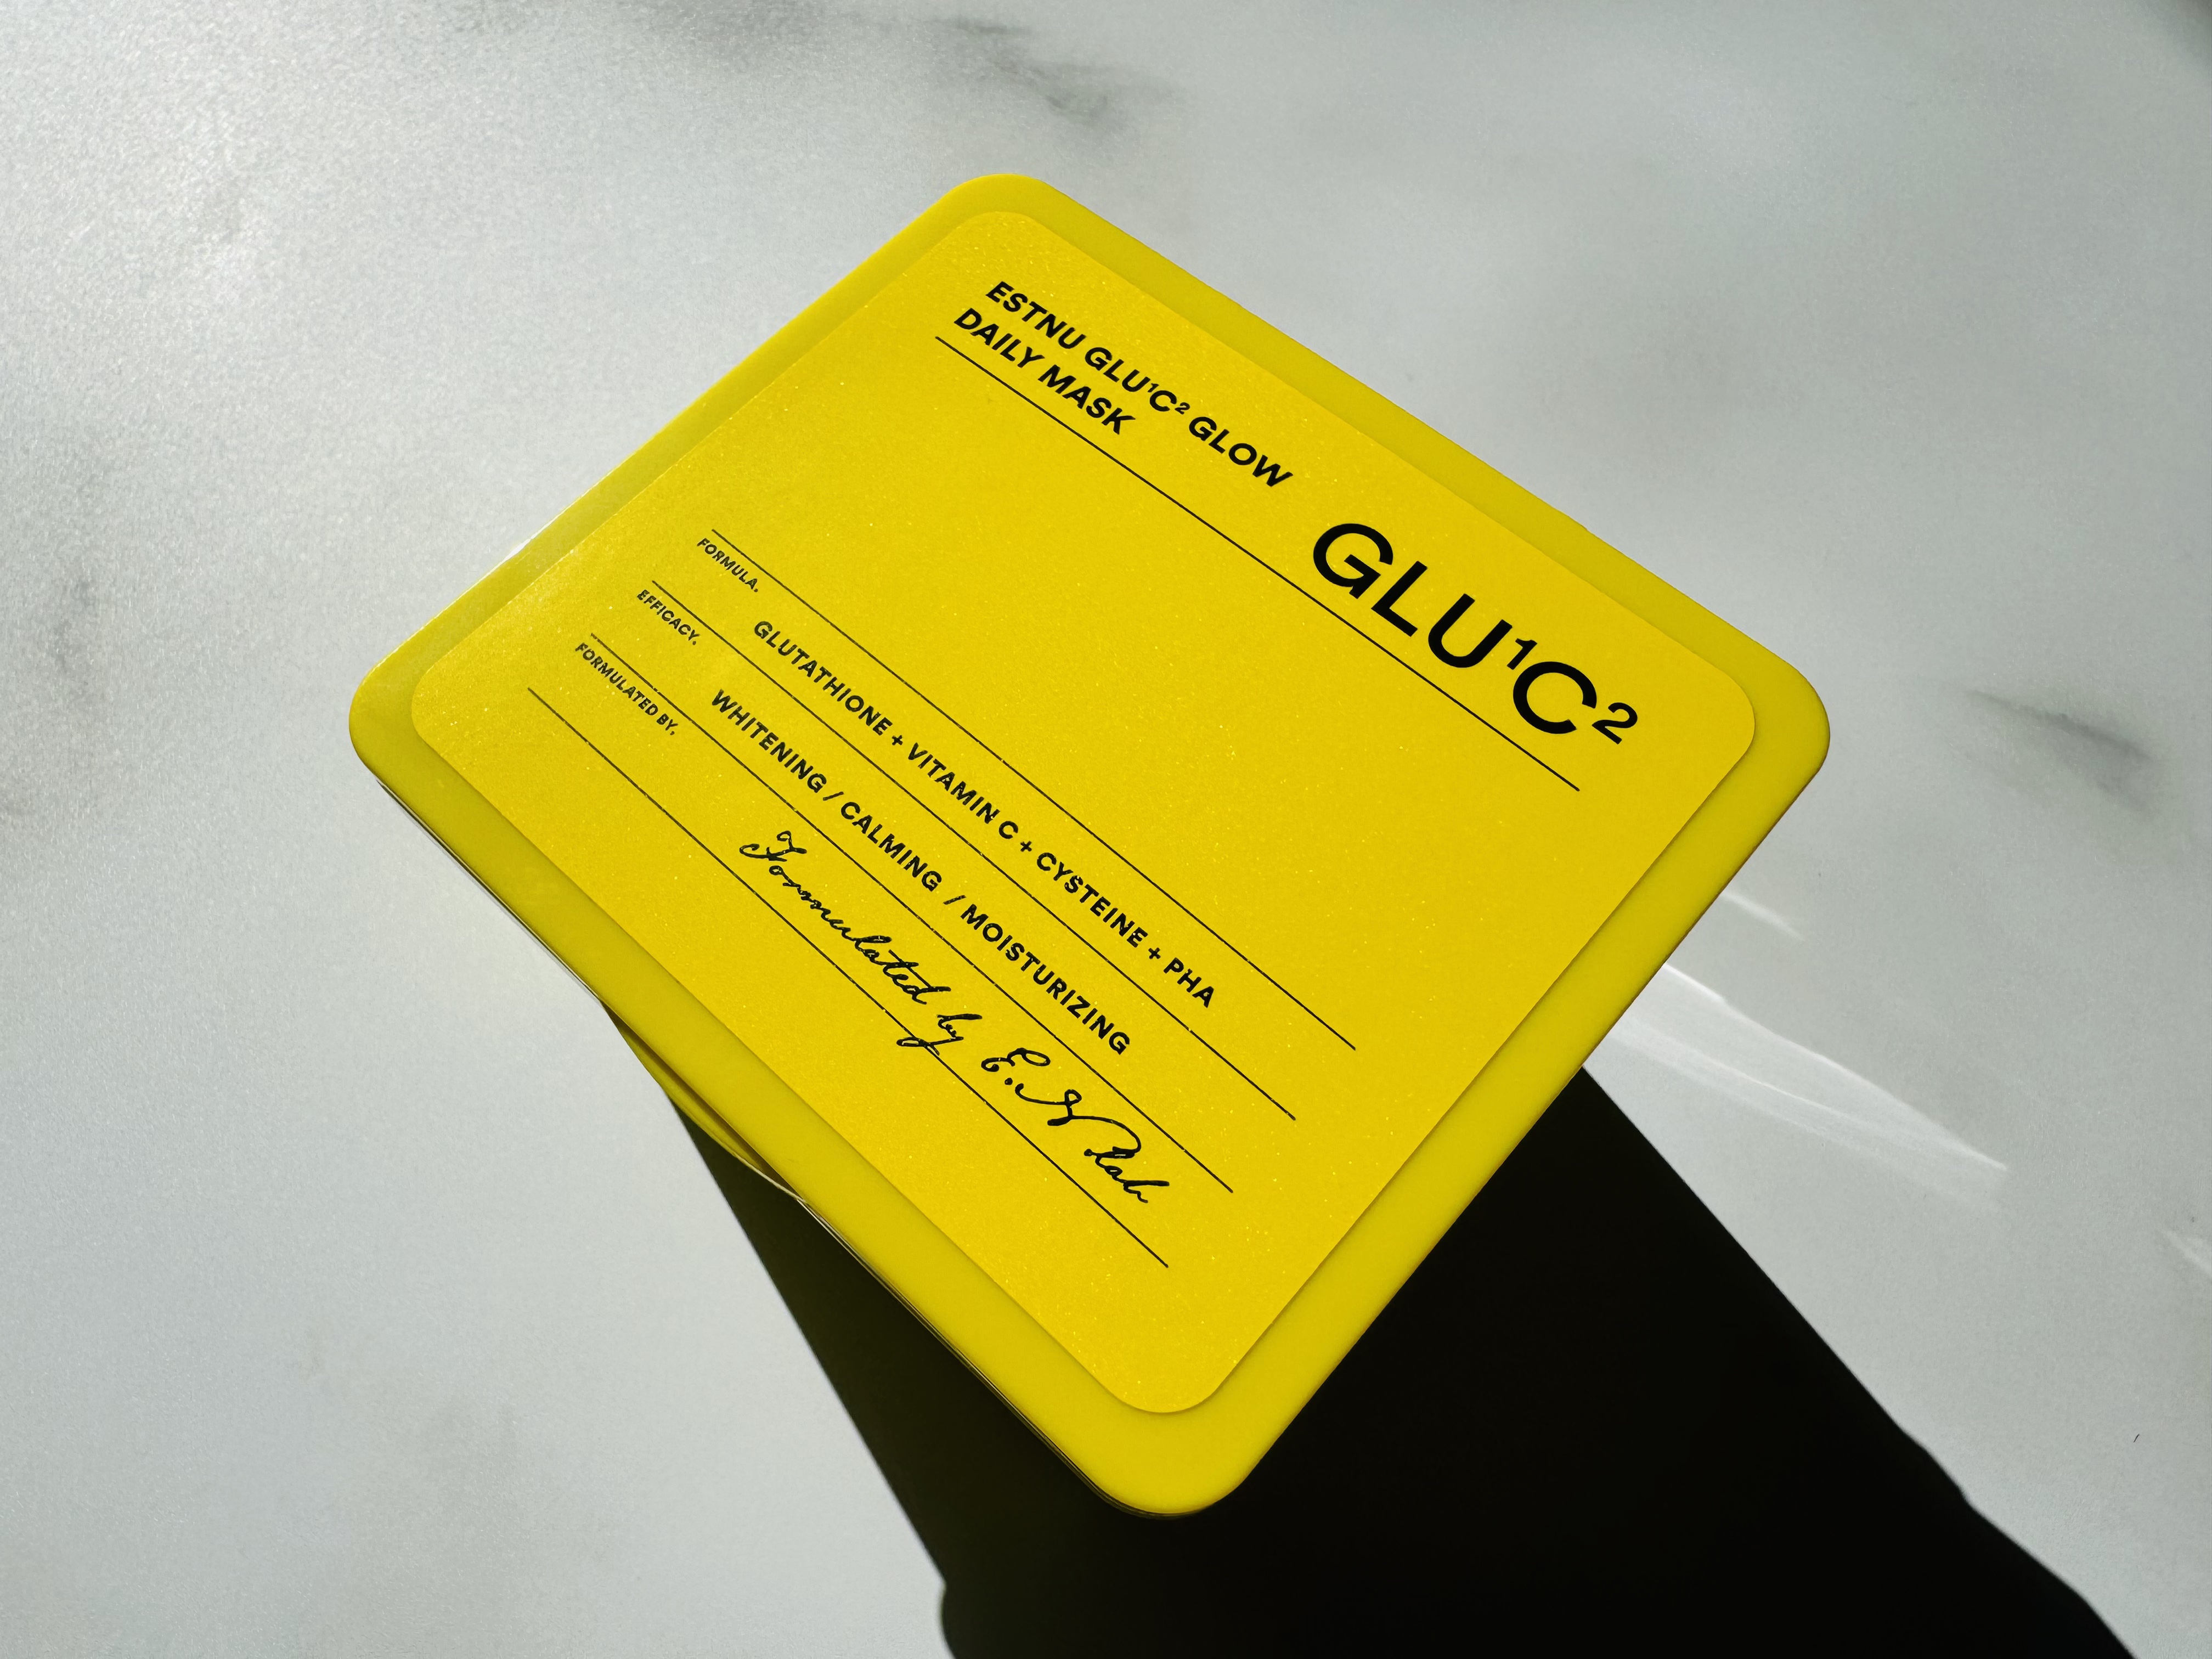 ESTNU GLU¹C² GLOW
DAILY MASK
GLU¹C²
FORMULA.
GLUTATHIONE + VITAMIN C + CYSTEINE + PHA
EFFICACY.
WHITENING / CALMING / MOISTURIZING
FORMULATED BY.
Formulated by E.N Lab